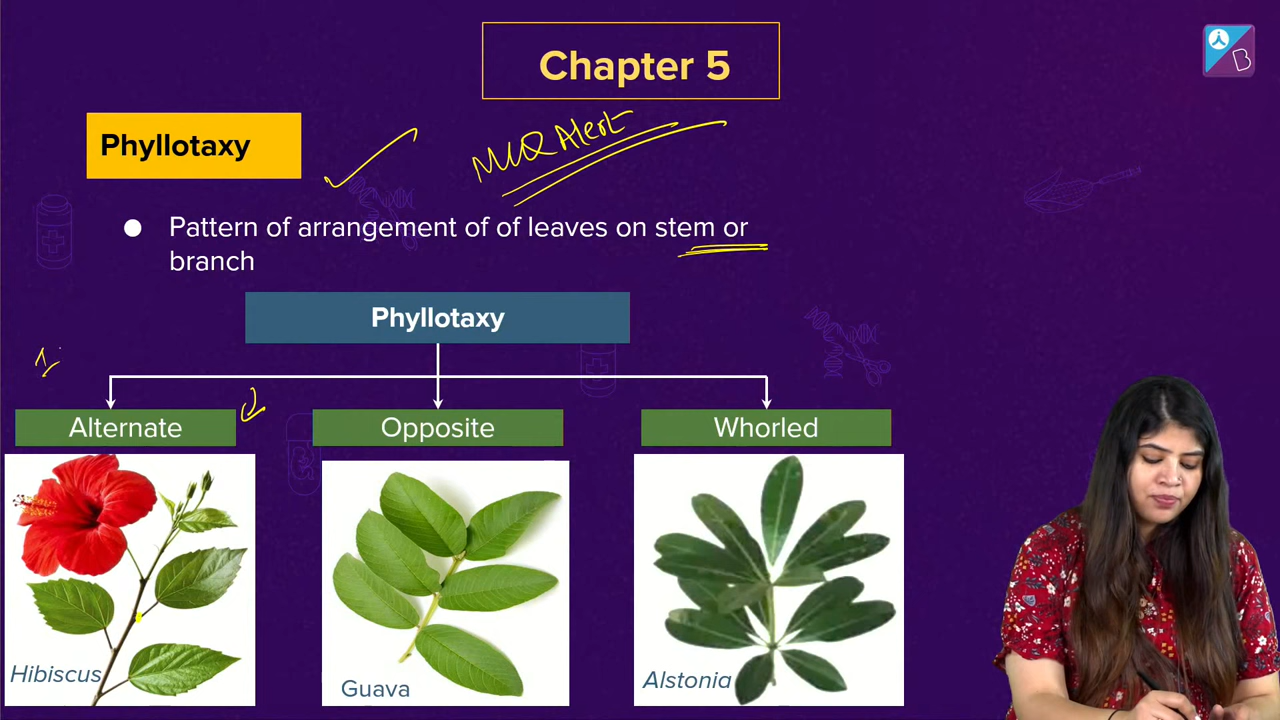 Chapter 5
B
Phyllotaxy
MCQ Alert
Pattern of arrangement of of leaves on stem or
branch
Phyllotaxy
1.
Alternate
Opposite
Whorled
Hibiscus
Guava
Alstonia